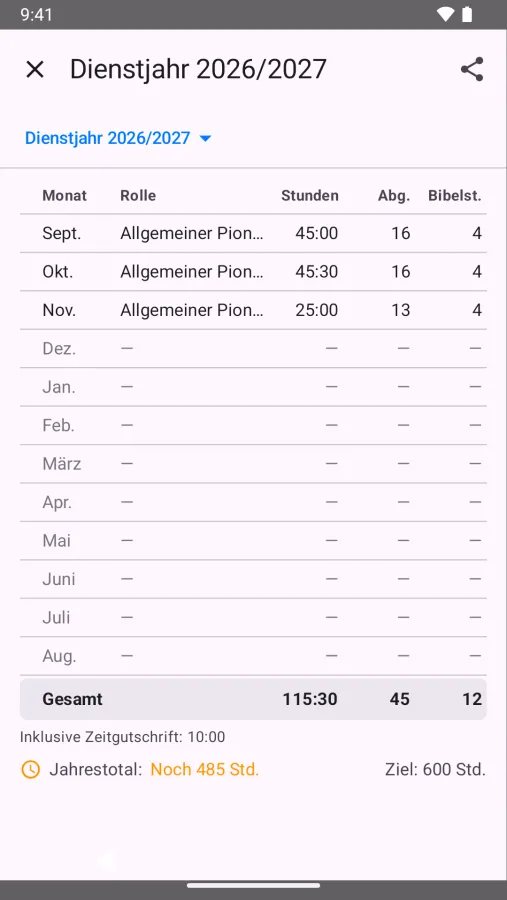 9:41
Dienstjahr 2026/2027
Dienstjahr 2026/2027
Monat Rolle Stunden Abg. Bibelst.
Sept. Allgemeiner Pion... 45:00 16 4
Okt. Allgemeiner Pion... 45:30 16 4
Nov. Allgemeiner Pion... 25:00 13 4
Dez. — — — —
Jan. — — — —
Feb. — — — —
März — — — —
Apr. — — — —
Mai — — — —
Juni — — — —
Juli — — — —
Aug. — — — —
Gesamt 115:30 45 12
Inklusive Zeitgutschrift: 10:00
Jahrestotal: Noch 485 Std. Ziel: 600 Std.